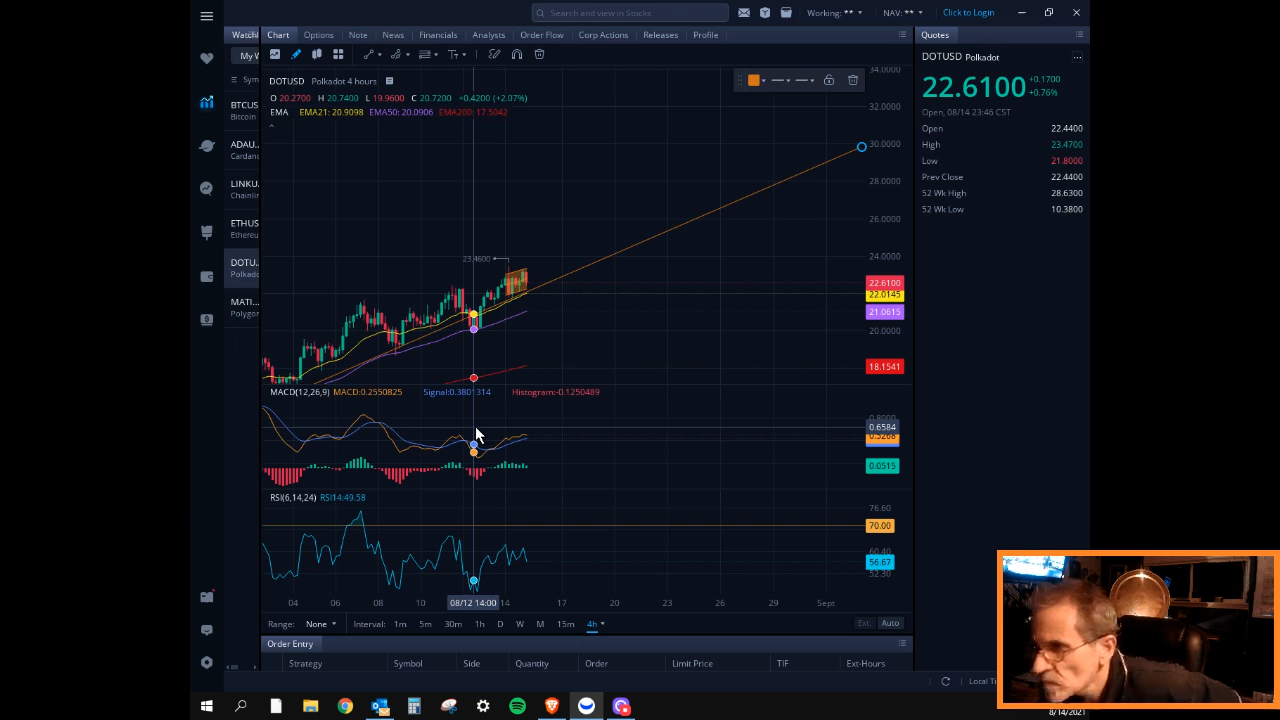 Search and view in Stocks
Working: **
NAV: **
Click to Login
Chart
Options
Note
News
Financials
Analysts
Order Flow
Corp Actions
Releases
Profile
Quotes
My W
DOTUSD Polkadot 4 hours
O 20.2700 H 20.7400 L 19.9600 C 20.7200 +0.4200 (+2.07%)
EMA EMA21: 20.9098 EMA50: 20.0906 EMA200: 17.5042
DOTUSD Polkadot
22.6100 +0.1700
+0.76%
Open, 08/14 23:46 CST
Open 22.4400
High 23.4700
Low 21.8000
Prev Close 22.4400
52 Wk High 28.6300
52 Wk Low 10.3800
Sym
BTCUS
Bitcoin
ADAU...
Cardano
LINKU...
Chainlin
ETHUS
Ethereu
DOTU...
Polkado
MATI...
Polygon
34.0000
32.0000
30.0000
28.0000
26.0000
24.0000
22.6100
22.0145
21.0615
20.0000
18.1541
23.4600
MACD(12,26,9) MACD:0.2550825 Signal:0.3801314 Histogram:-0.1250489
0.8000
0.6584
0.0515
RSI(6,14,24) RSI14:49.58
76.60
70.00
60.40
56.67
52.30
04 06 08 10 08/12 14:00 14 17 20 23 26 29 Sept
Range: None Interval: 1m 5m 30m 1h D W M 15m 4h Ext. Auto
Order Entry
Strategy Symbol Side Quantity Order Limit Price TIF Ext-Hours
Local Ti
8/14/2021